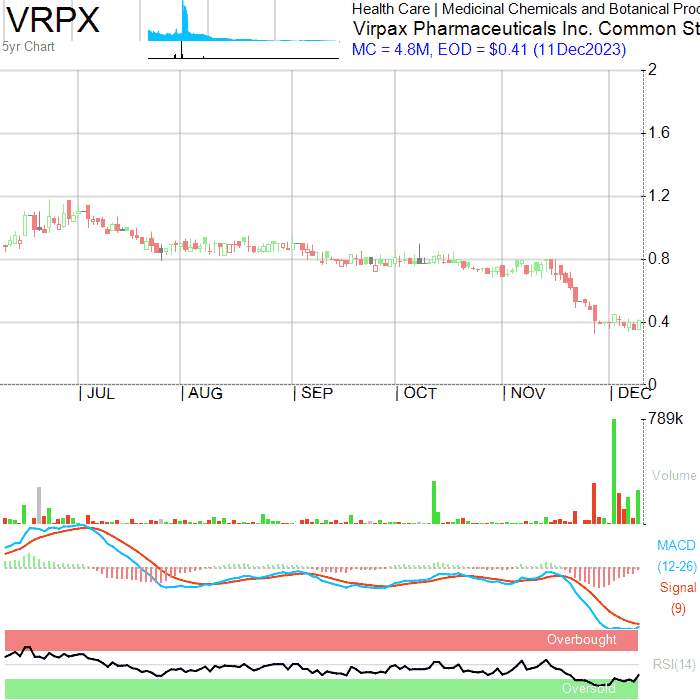 VRPX
5yr Chart
Health Care | Medicinal Chemicals and Botanical Prod
Virpax Pharmaceuticals Inc. Common St
MC = 4.8M, EOD = $0.41 (11Dec2023)
2
1.6
1.2
0.8
0.4
0
| JUL | AUG | SEP | OCT | NOV | DEC
789k
Volume
MACD
(12-26)
Signal
(9)
Overbought
RSI(14)
Oversold